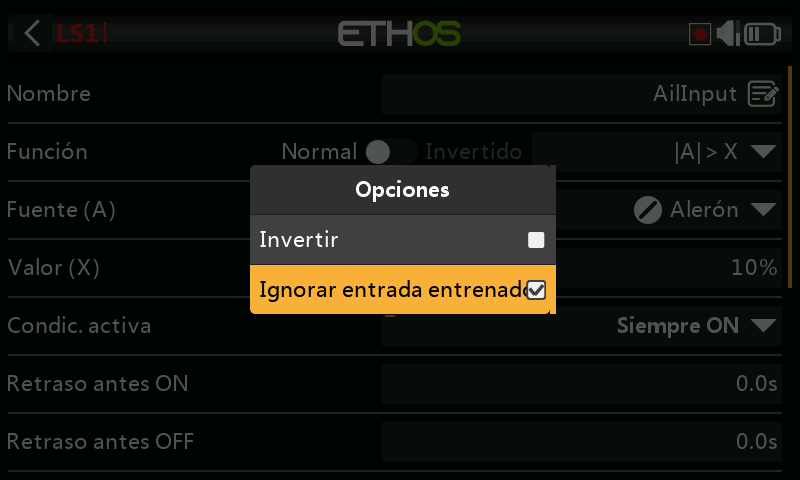 LS1↓ ETHOS
Nombre AilInput
Función Normal Invertido |A| > X
Opciones
Fuente (A) Alerón
Invertir
Valor (X) 10%
Ignorar entrada entrenad
Condic. activa Siempre ON
Retraso antes ON 0.0s
Retraso antes OFF 0.0s